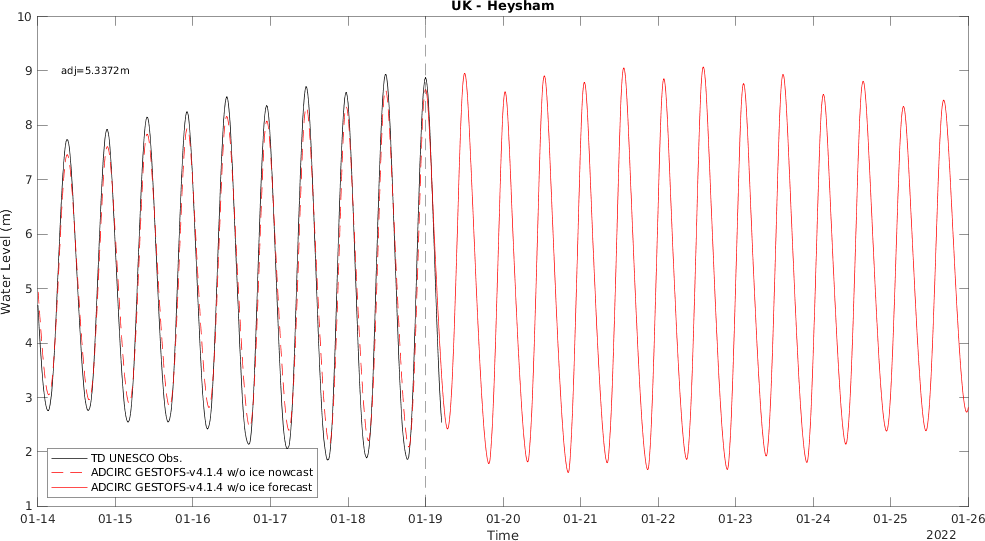 UK - Heysham
adj=5.3372m
Water Level (m)
10
9
8
7
6
5
4
3
2
1
TD UNESCO Obs.
ADCIRC GESTOFS-v4.1.4 w/o ice nowcast
ADCIRC GESTOFS-v4.1.4 w/o ice forecast
01-14 01-15 01-16 01-17 01-18 01-19 01-20 01-21 01-22 01-23 01-24 01-25 01-26
Time
2022